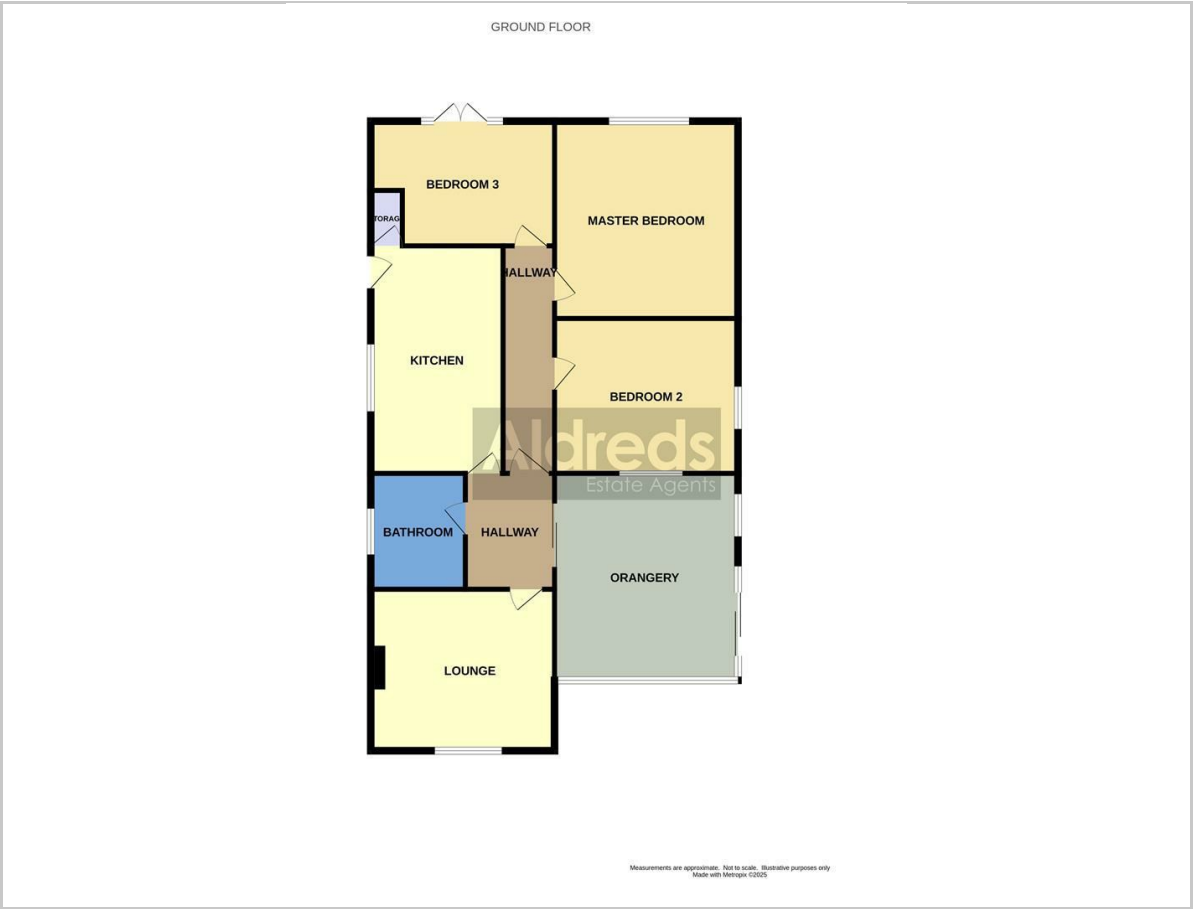 GROUND FLOOR
BEDROOM 3
MASTER BEDROOM
TORAG
HALLWAY
KITCHEN
BEDROOM 2
Aldreds
Estate Agents
BATHROOM
HALLWAY
ORANGERY
LOUNGE
Measurements are approximate. Not to scale. Illustrative purposes only
Made with Metropix ©2025